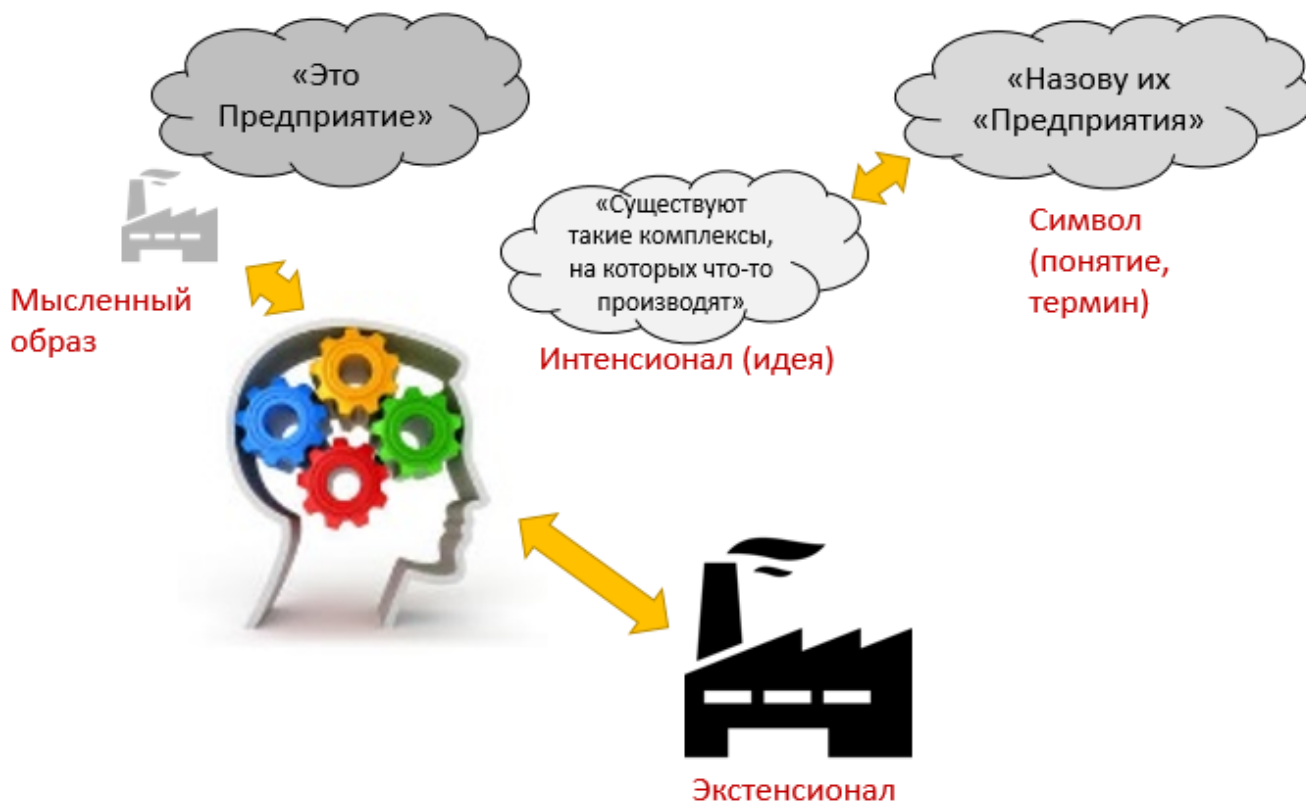 «Это
Предприятие»
«Назову их
«Предприятия»
«Существуют
такие комплексы,
на которых что-то
производят»
Символ
(понятие,
термин)
Мысленный
образ
Интенсионал (идея)
Экстенсионал